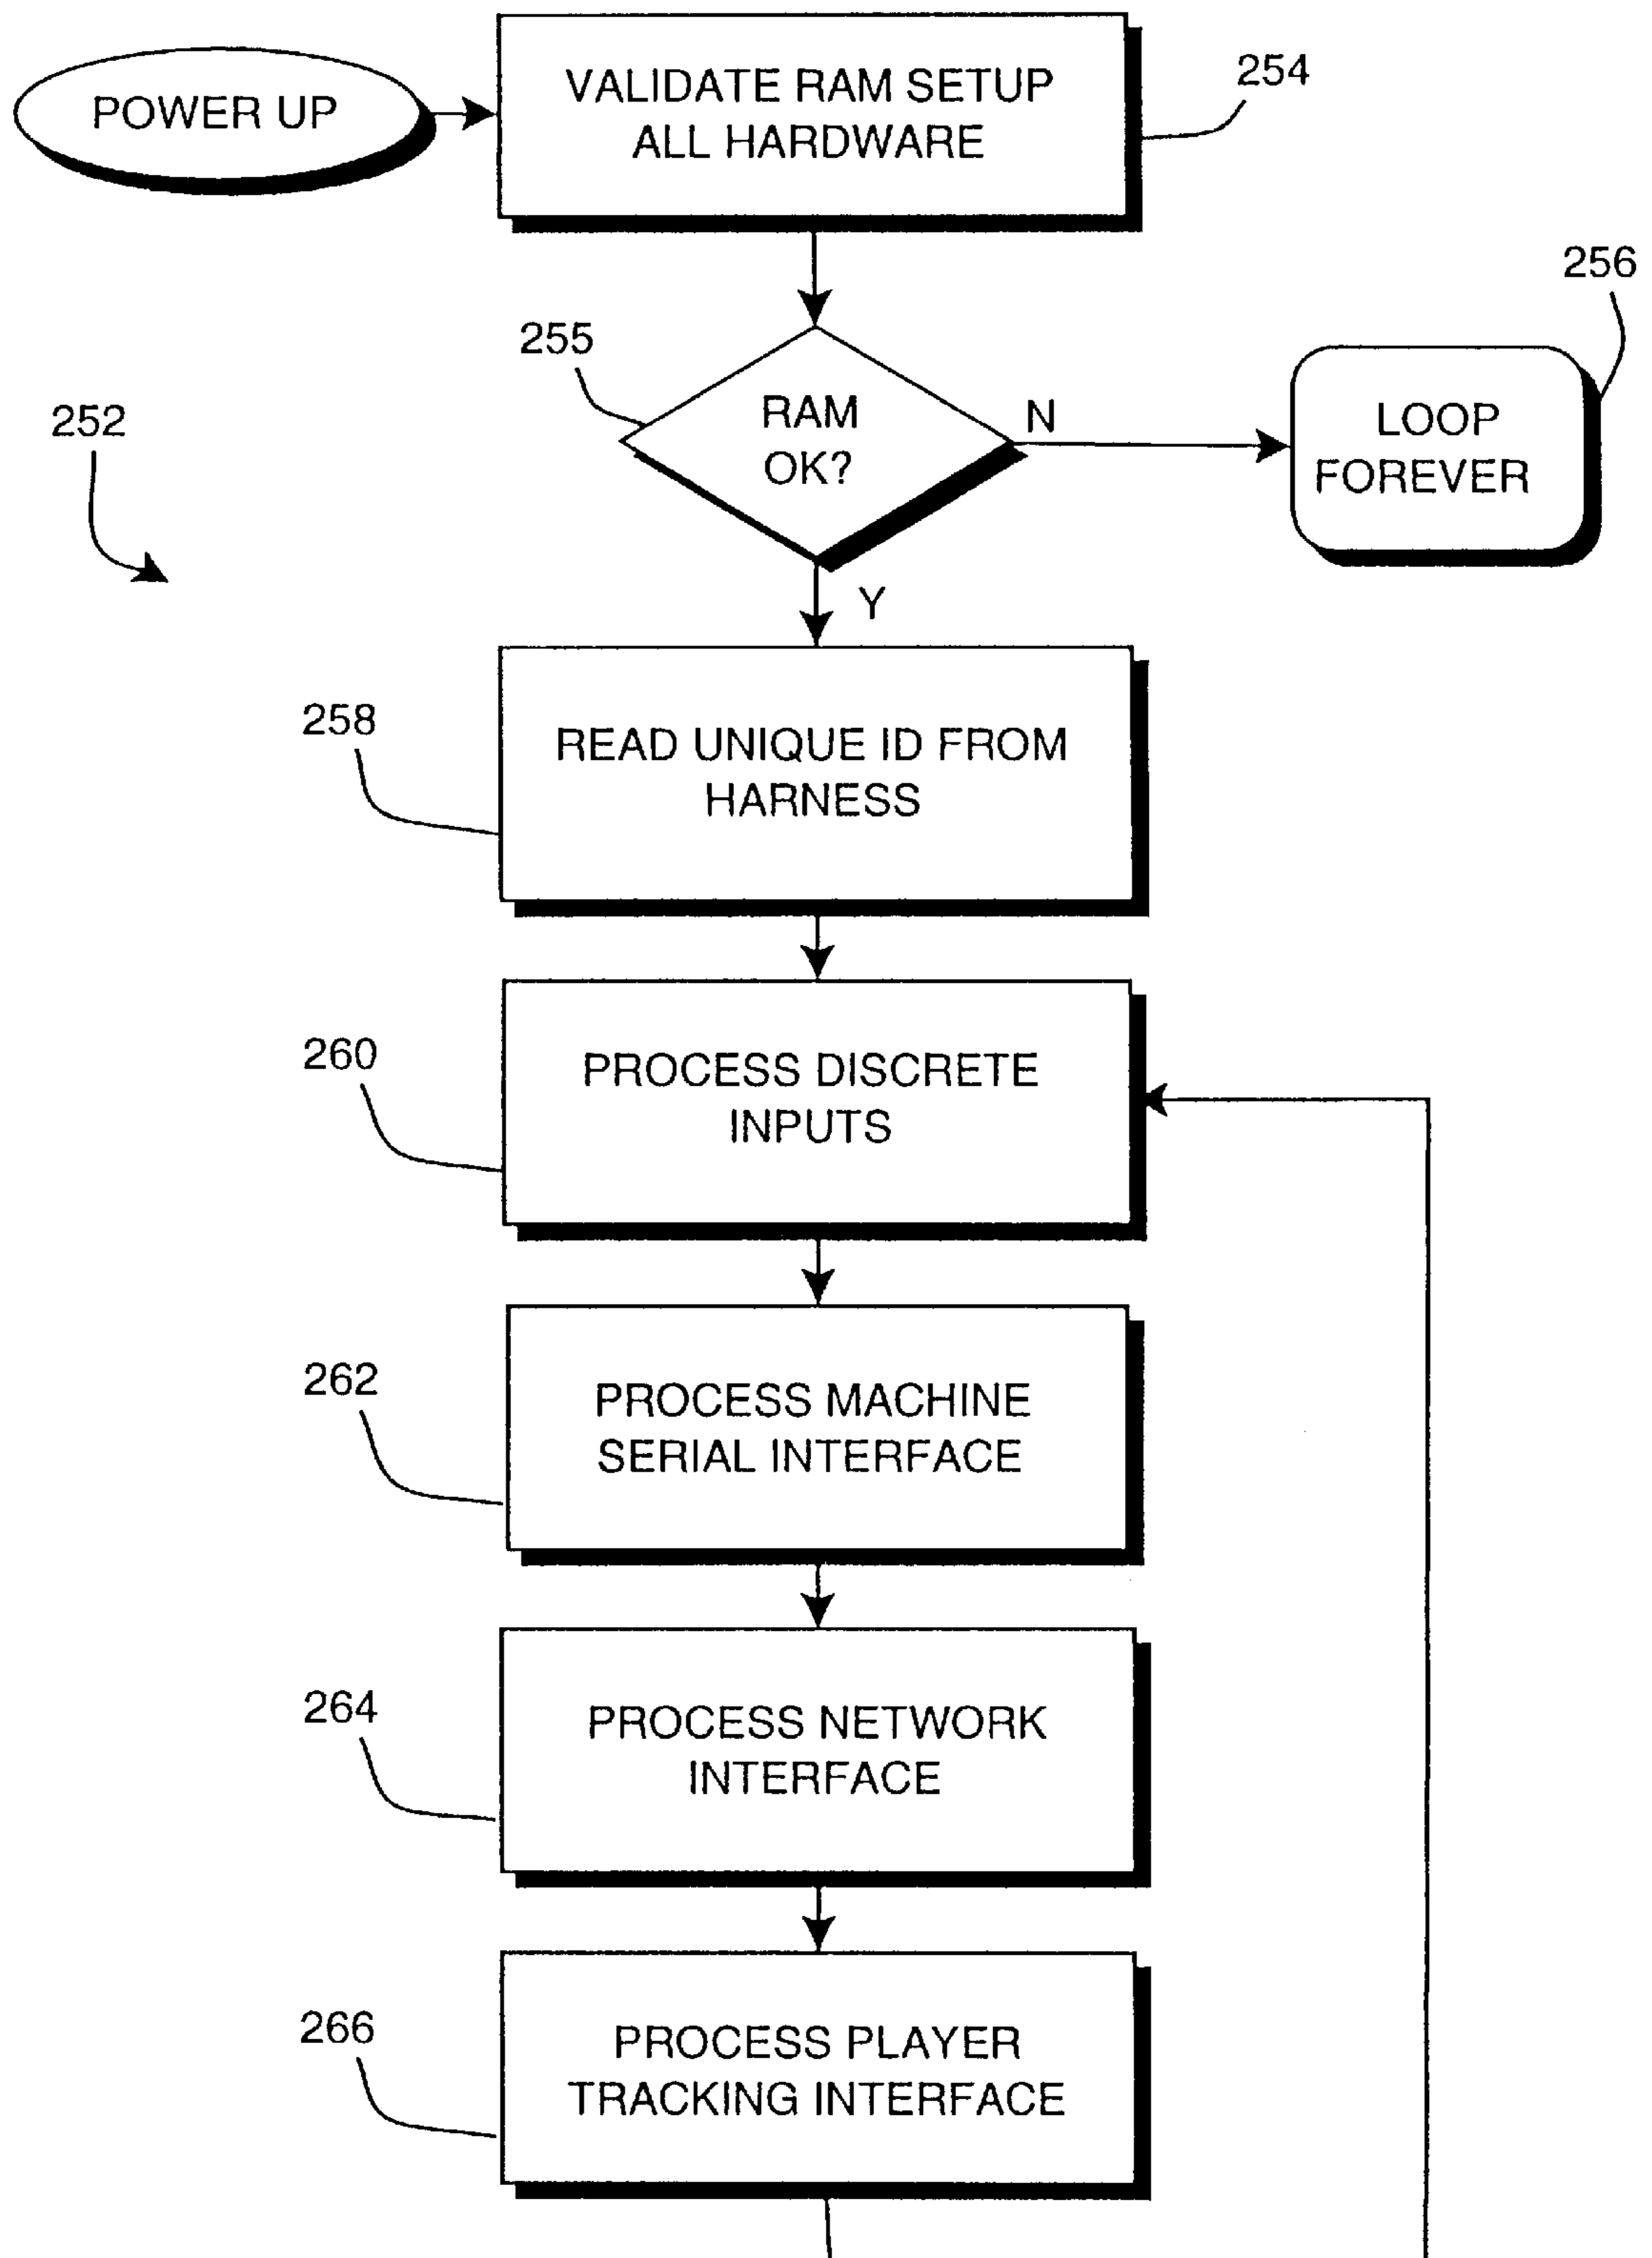 POWER UP
VALIDATE RAM SETUP
ALL HARDWARE
254
256
255
RAM
OK?
N
LOOP
FOREVER
252
Y
258
READ UNIQUE ID FROM
HARNESS
260
PROCESS DISCRETE
INPUTS
262
PROCESS MACHINE
SERIAL INTERFACE
264
PROCESS NETWORK
INTERFACE
266
PROCESS PLAYER
TRACKING INTERFACE